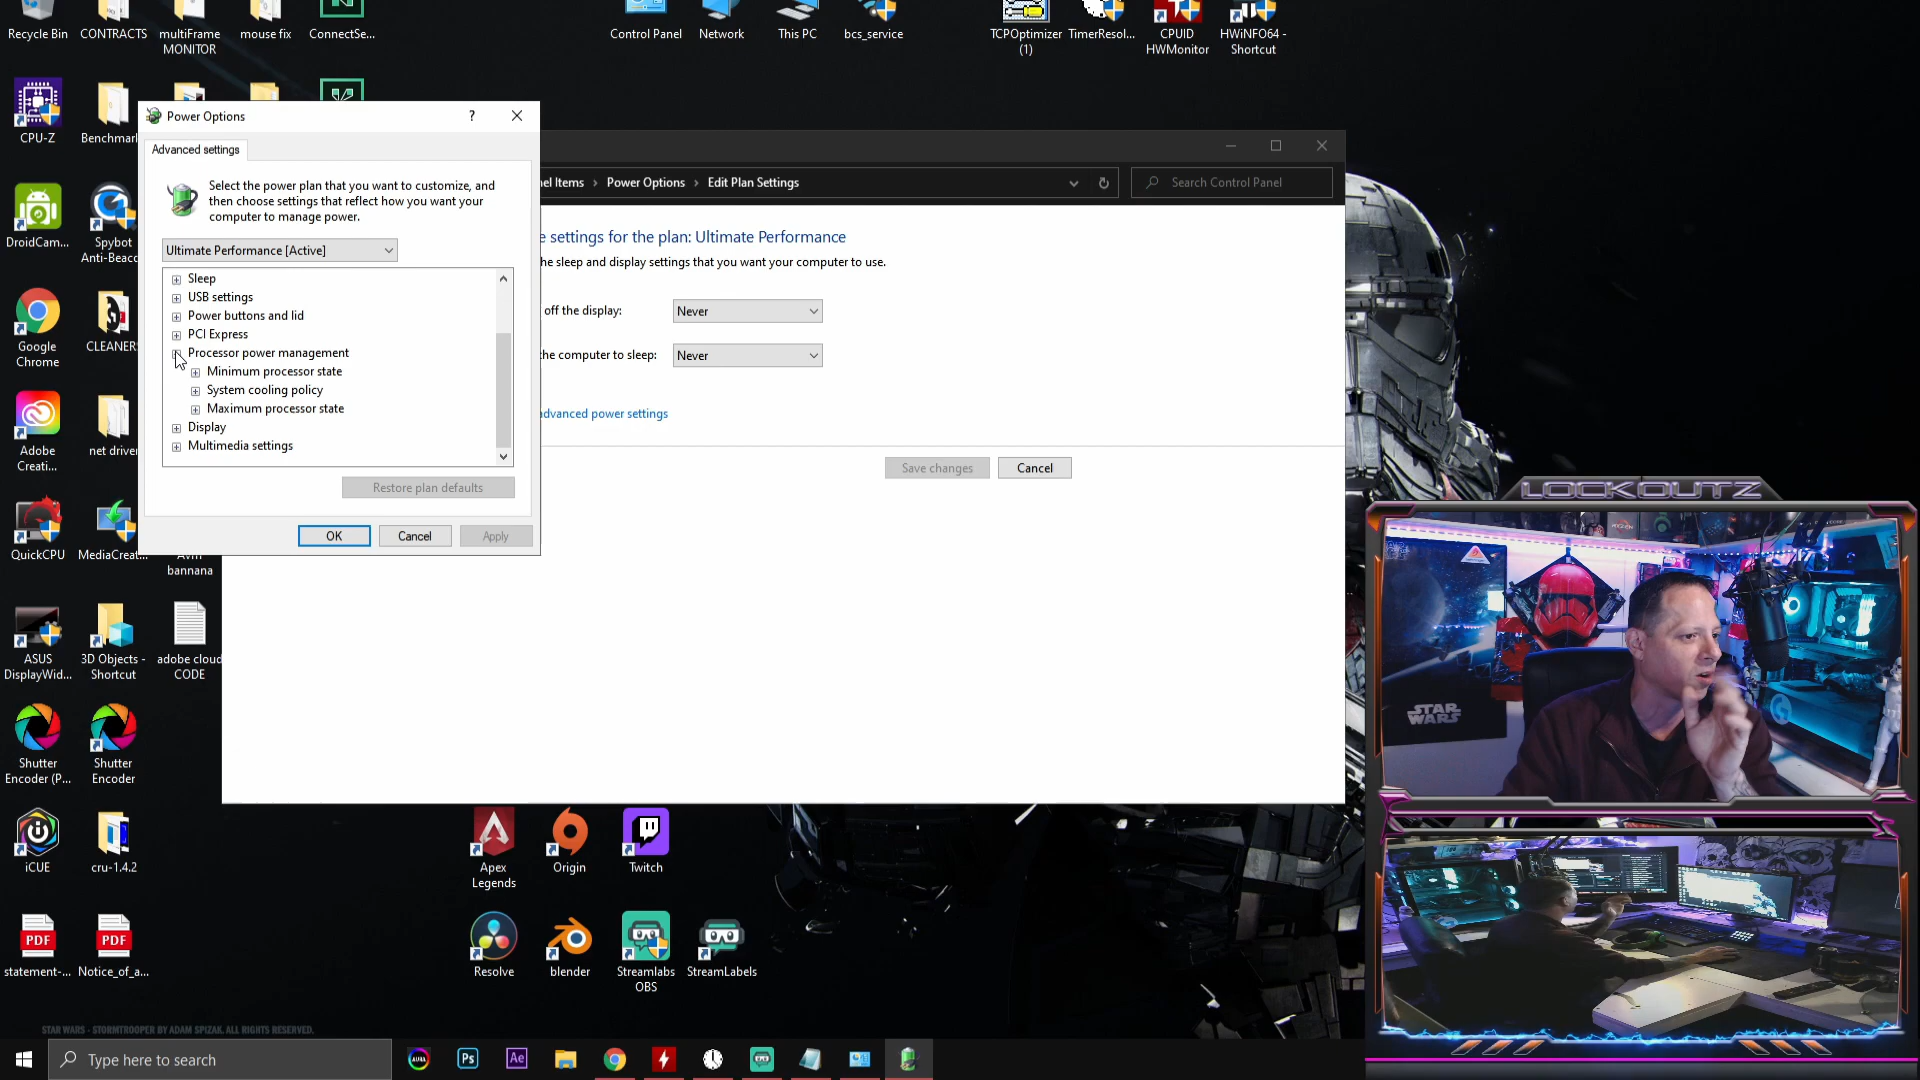 Recycle Bin
CONTRACTS
multiFrame
MONITOR
mouse fix
ConnectSe...
Control Panel
Network
This PC
bcs_service
TCPOptimizer
(1)
TimerResol...
CPUID
HWMonitor
HWiNFO64 -
Shortcut
CPU-Z
Benchmar
DroidCam...
Spybot
Anti-Beac
Google
Chrome
CLEANER
Adobe
Creati...
net drive
QuickCPU
MediaCreat...
bannana
ASUS
DisplayWid...
3D Objects -
Shortcut
adobe cloud
CODE
Shutter
Encoder (P...
Shutter
Encoder
iCUE
cru-1.4.2
PDF
statement-...
PDF
Notice_of_a...
Apex
Legends
Origin
Twitch
Resolve
blender
Streamlabs
OBS
StreamLabels
Power Options
?
Advanced settings
Select the power plan that you want to customize, and
then choose settings that reflect how you want your
computer to manage power.
Ultimate Performance [Active]
Sleep
USB settings
Power buttons and lid
PCI Express
Processor power management
Minimum processor state
System cooling policy
Maximum processor state
Display
Multimedia settings
Restore plan defaults
OK
Cancel
Apply
nel Items › Power Options › Edit Plan Settings
Search Control Panel
e settings for the plan: Ultimate Performance
he sleep and display settings that you want your computer to use.
off the display:
Never
the computer to sleep:
Never
advanced power settings
Save changes
Cancel
LOCKOUTZ
STAR
WARS
STAR WARS - STORMTROOPER BY ADAM SPIZAK. ALL RIGHTS RESERVED.
Type here to search
Ps
Ae